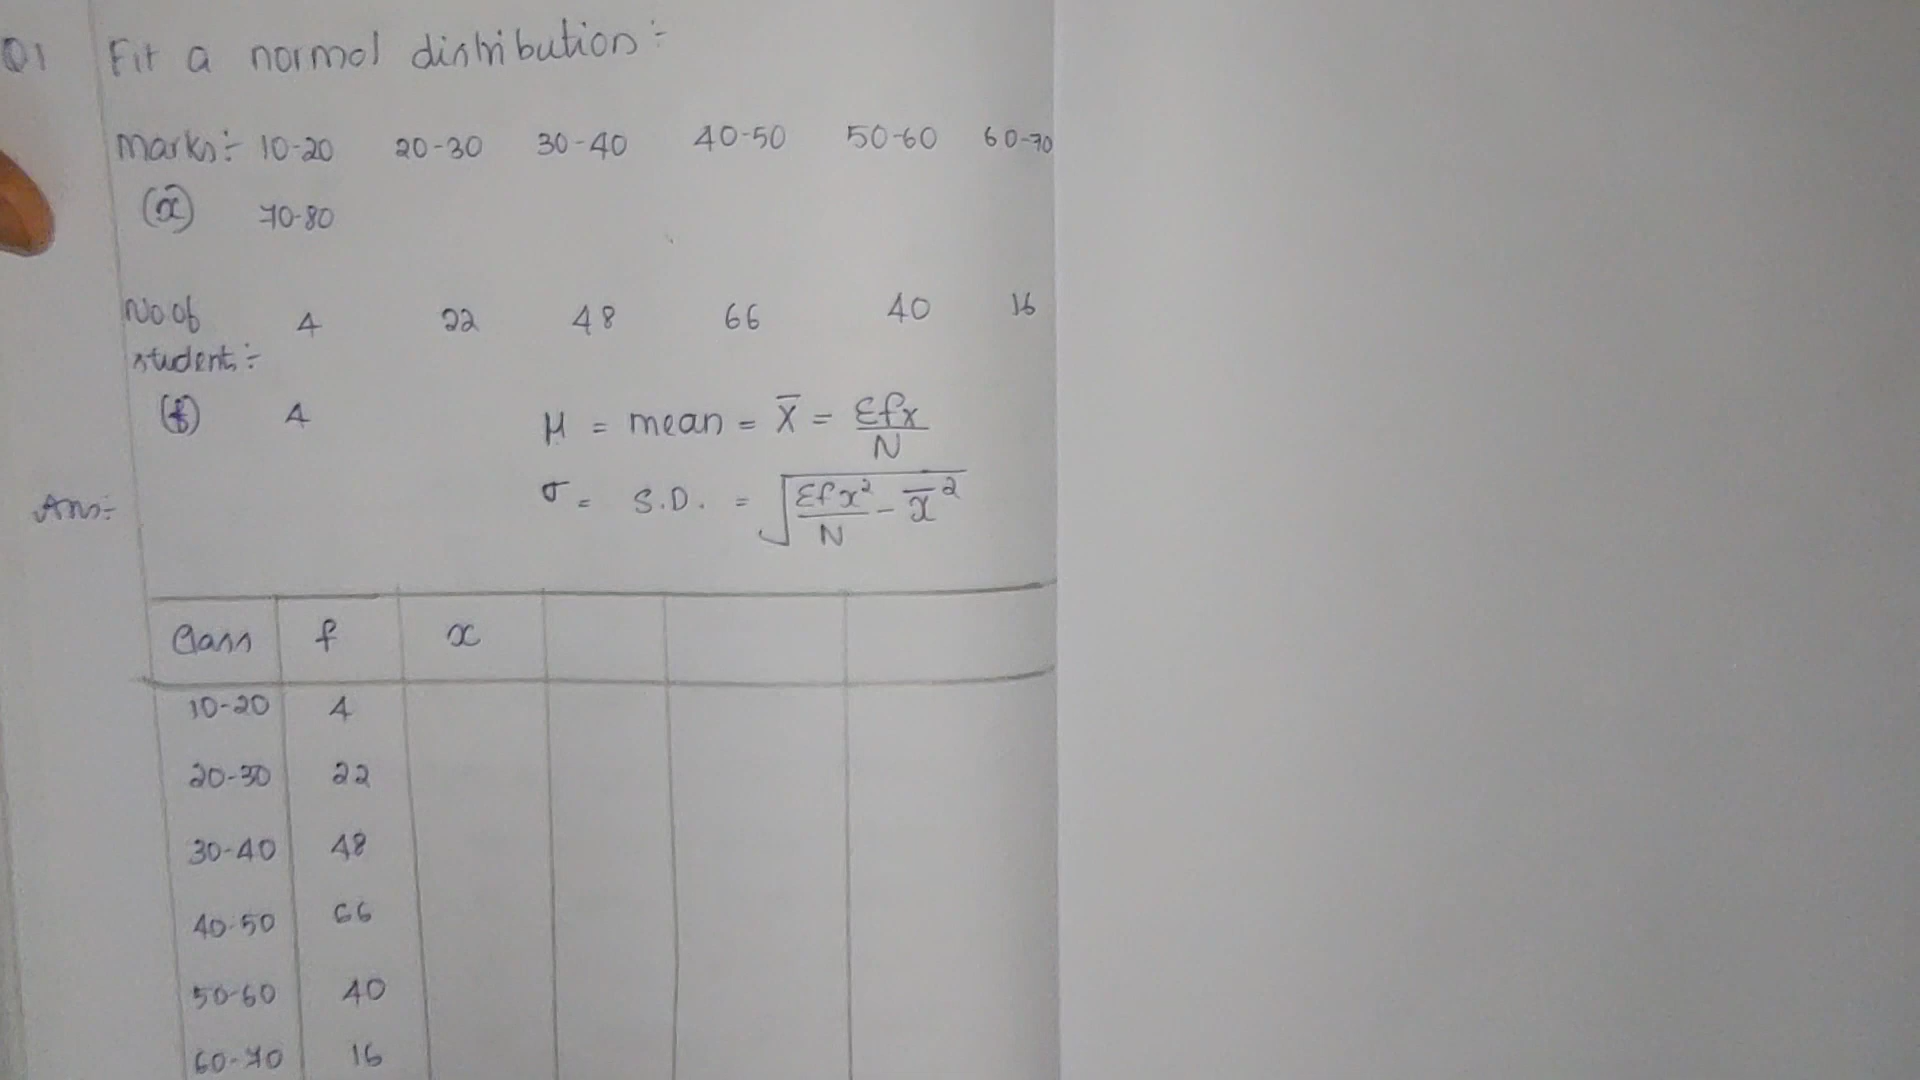 Q1 Fit a normal distribution :-
Marks :- 10-20 20-30 30-40 40-50 50-60 60-70
(x) 70-80
No of 4 22 48 66 40 16
student :-
(f) 4 μ = mean = X̄ = Σfx/N
Ans :- σ = S.D. = √(Σfx²/N - x̄²)
Class f x
10-20 4
20-30 22
30-40 48
40-50 66
50-60 40
60-70 16